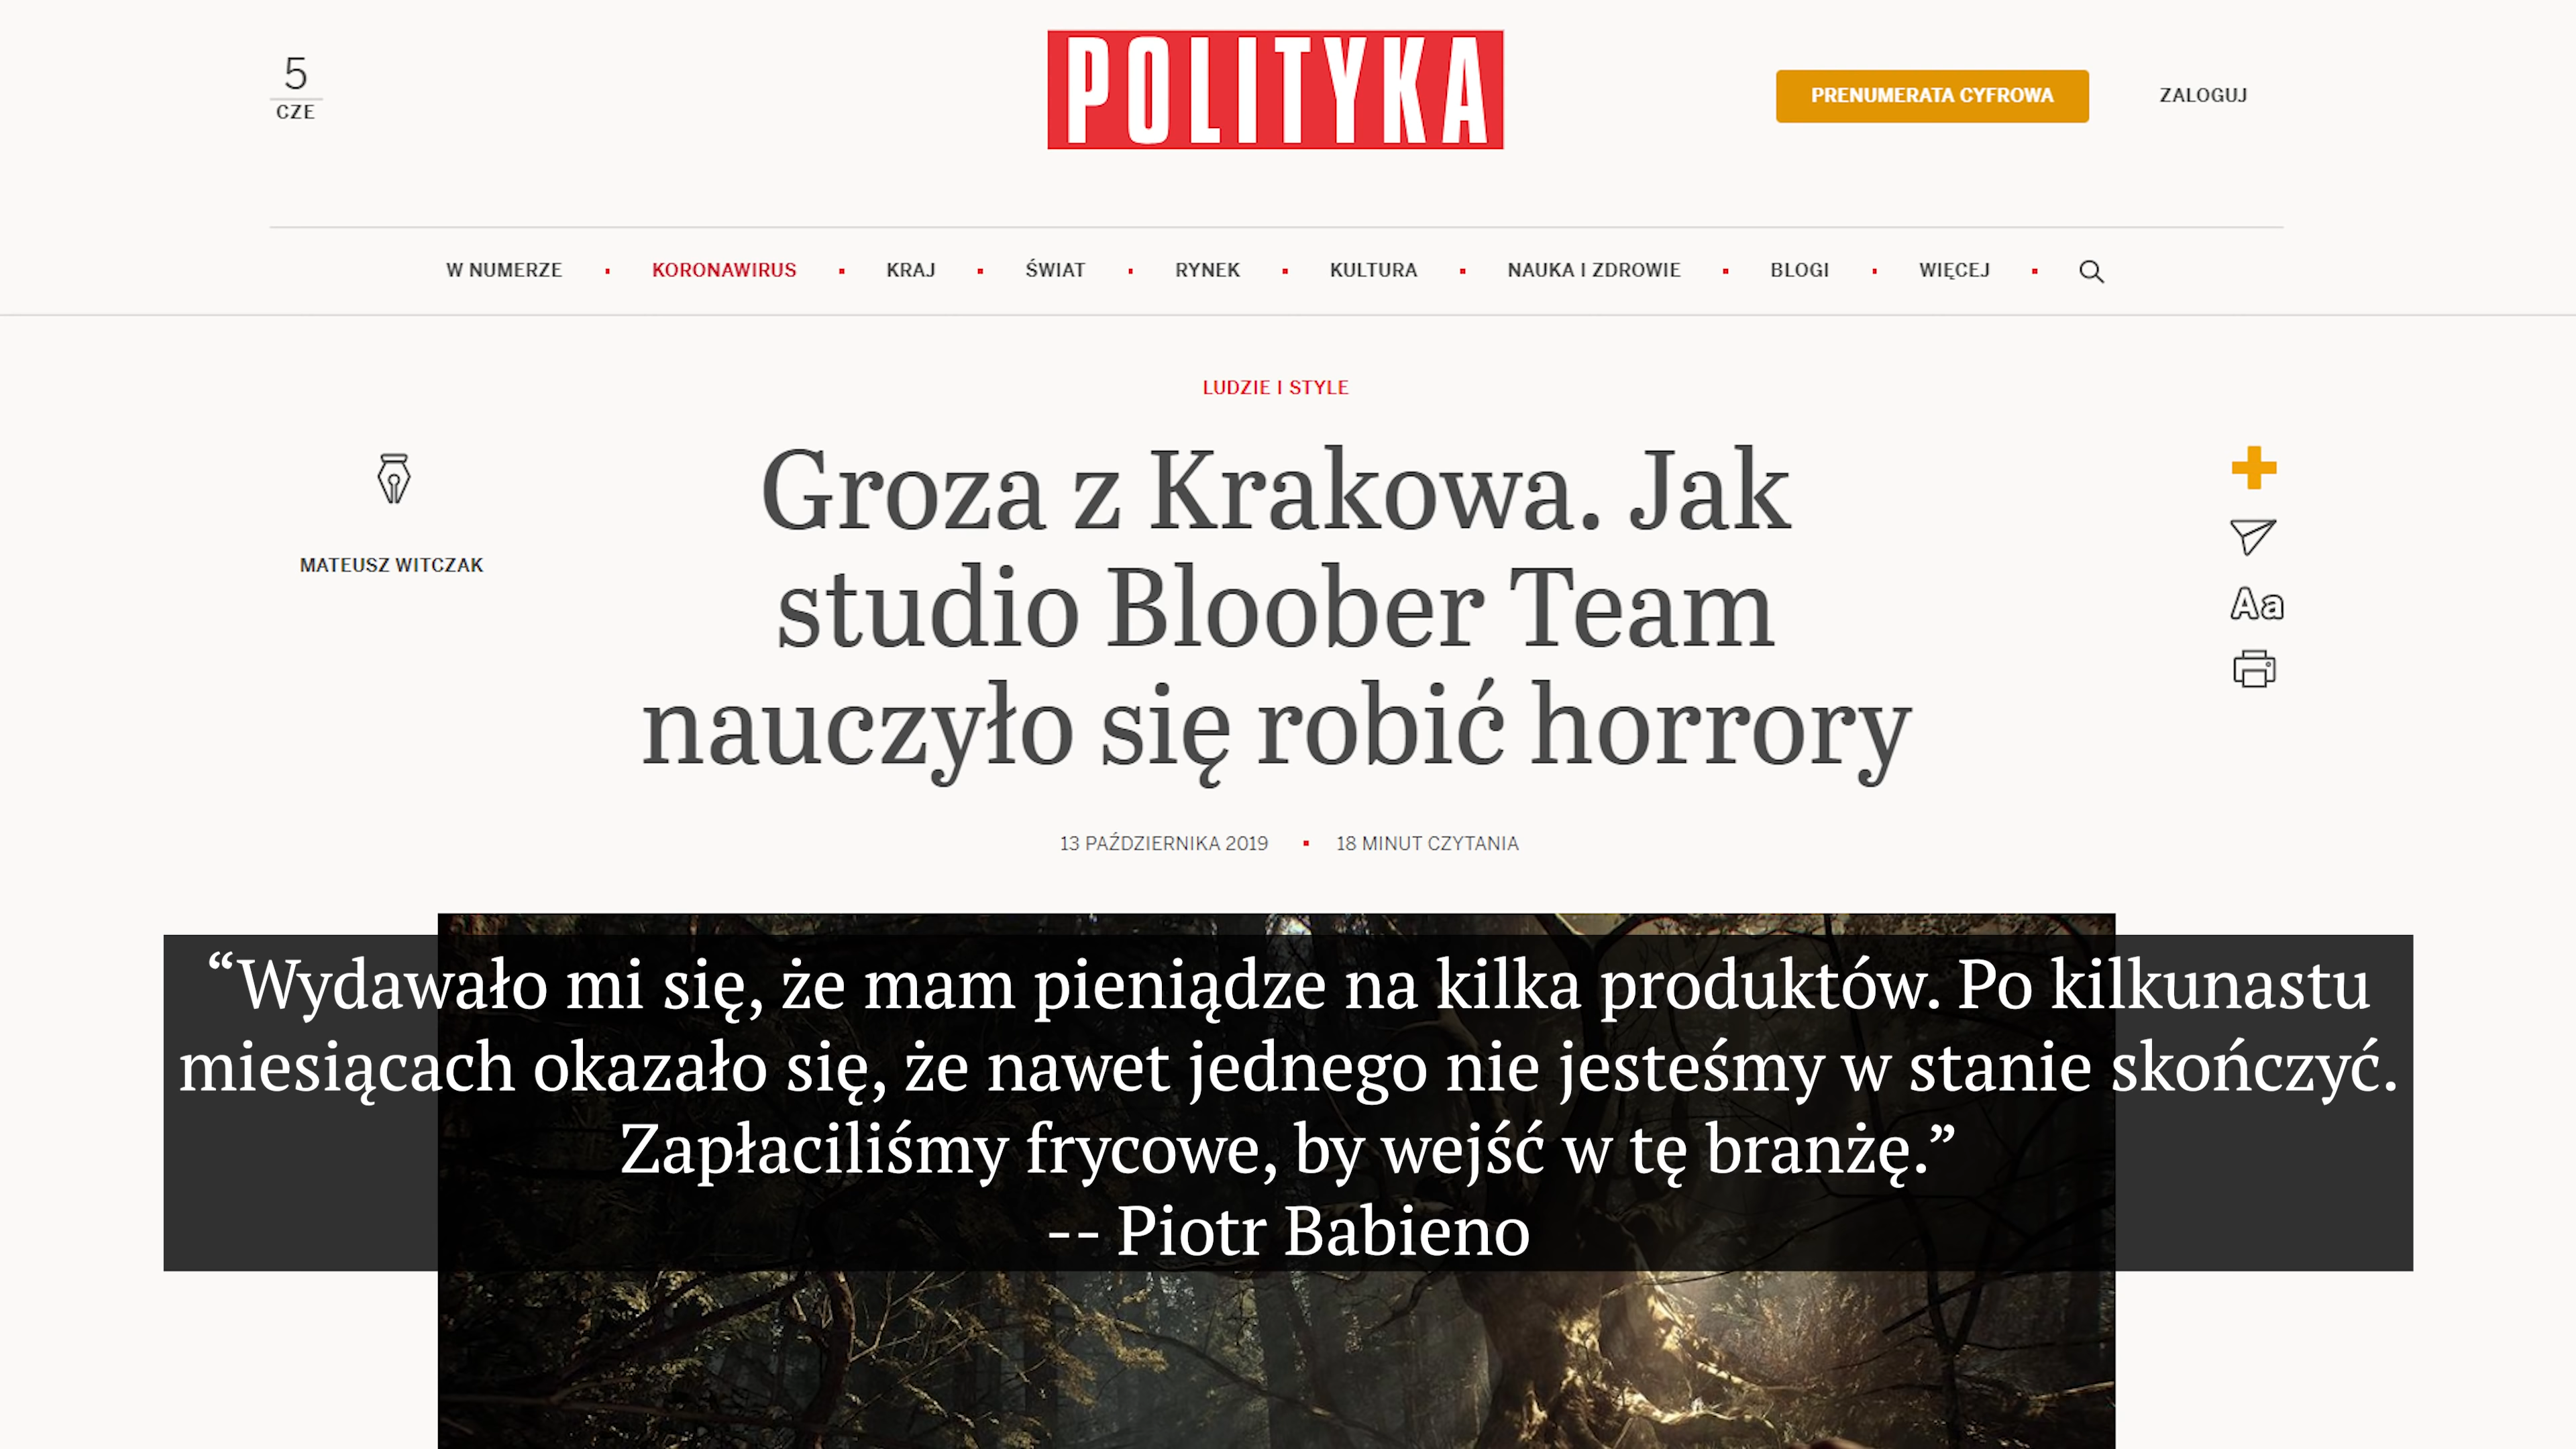 5
CZE
POLITYKA
PRENUMERATA CYFROWA
ZALOGUJ
W NUMERZE
KORONAWIRUS
KRAJ
ŚWIAT
RYNEK
KULTURA
NAUKA I ZDROWIE
BLOGI
WIĘCEJ
LUDZIE I STYLE
MATEUSZ WITCZAK
Groza z Krakowa. Jak
studio Bloober Team
nauczyło się robić horrory
Aa
13 PAŹDZIERNIKA 2019
18 MINUT CZYTANIA
“Wydawało mi się, że mam pieniądze na kilka produktów. Po kilkunastu
miesiącach okazało się, że nawet jednego nie jesteśmy w stanie skończyć.
Zapłaciliśmy frycowe, by wejść w tę branżę.”
-- Piotr Babieno